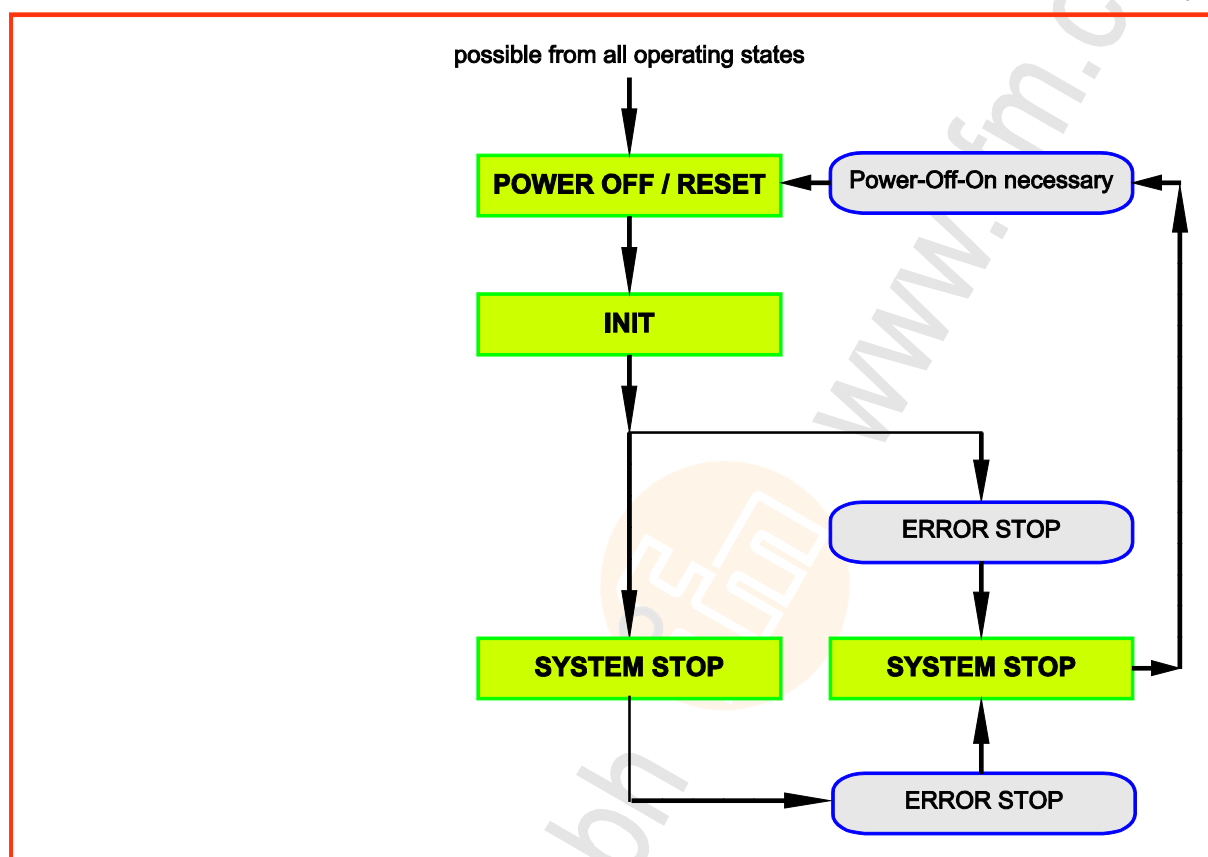 possible from all operating states
POWER OFF / RESET
Power-Off-On necessary
INIT
ERROR STOP
SYSTEM STOP
SYSTEM STOP
ERROR STOP